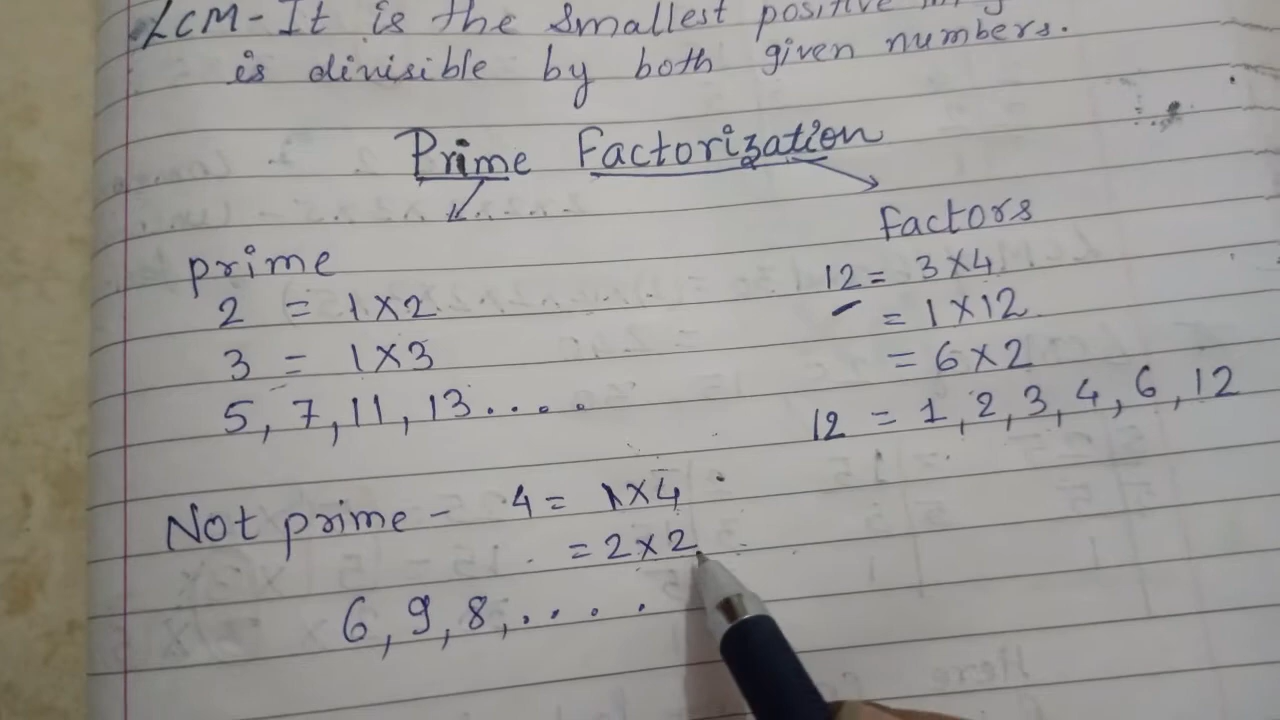 LCM - It is the smallest positive
is divisible by both given numbers.
Prime Factorization
prime
2 = 1 X 2
3 = 1 X 3
5, 7, 11, 13....
Factors
12 = 3 X 4
= 1 X 12
= 6 X 2
12 = 1, 2, 3, 4, 6, 12
Not prime - 4 = 1 X 4
= 2 X 2
6, 9, 8, ....